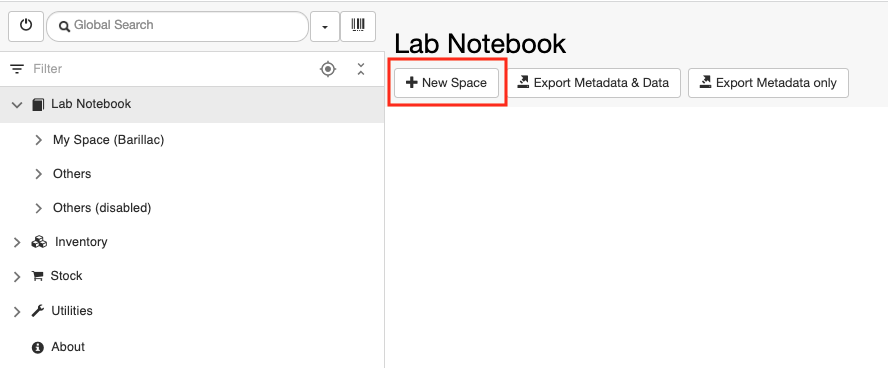 Global Search
Lab Notebook
New Space
Export Metadata & Data
Export Metadata only
Filter
Lab Notebook
My Space (Barillac)
Others
Others (disabled)
Inventory
Stock
Utilities
About